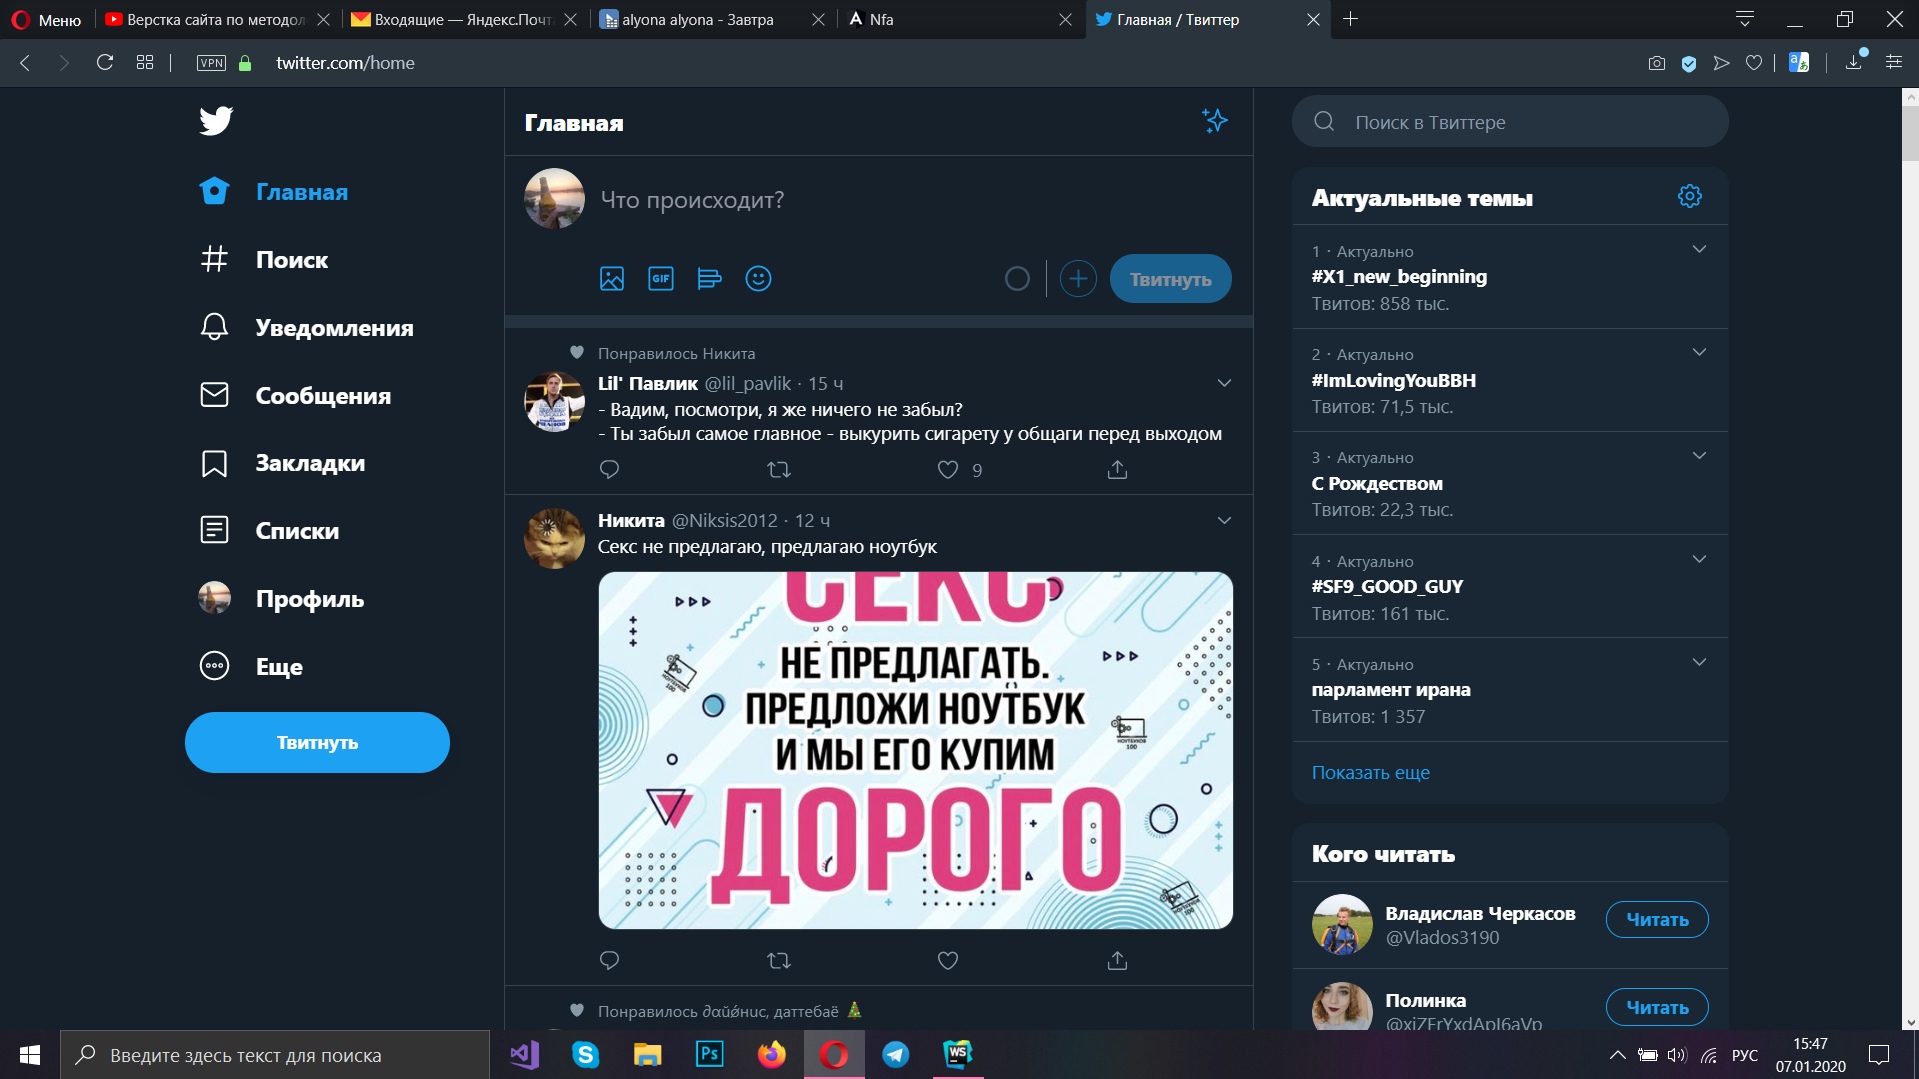 Меню
Верстка сайта по методол
Входящие — Яндекс.Почт
alyona alyona - Завтра
Nfa
Главная / Твиттер
VPN
twitter.com/home
Главная
Поиск
Уведомления
Сообщения
Закладки
Списки
Профиль
Еще
Твитнуть
Главная
Что происходит?
GIF
Твитнуть
Понравилось Никита
Lil' Павлик @lil_pavlik · 15 ч
- Вадим, посмотри, я же ничего не забыл?
- Ты забыл самое главное - выкурить сигарету у общаги перед выходом
9
Никита @Niksis2012 · 12 ч
Секс не предлагаю, предлагаю ноутбук
СЕКС
НЕ ПРЕДЛАГАТЬ.
ПРЕДЛОЖИ НОУТБУК
И МЫ ЕГО КУПИМ
ДОРОГО
НОУТБУКОВ
100
Понравилось ∂αŭǿнuс, даттебаё
Поиск в Твиттере
Актуальные темы
1 · Актуально
#X1_new_beginning
Твитов: 858 тыс.
2 · Актуально
#ImLovingYouBBH
Твитов: 71,5 тыс.
3 · Актуально
С Рождеством
Твитов: 22,3 тыс.
4 · Актуально
#SF9_GOOD_GUY
Твитов: 161 тыс.
5 · Актуально
парламент ирана
Твитов: 1 357
Показать еще
Кого читать
Владислав Черкасов
@Vlados3190
Читать
Полинка
Читать
Введите здесь текст для поиска
Ps
WS
РУС
15:47
07.01.2020